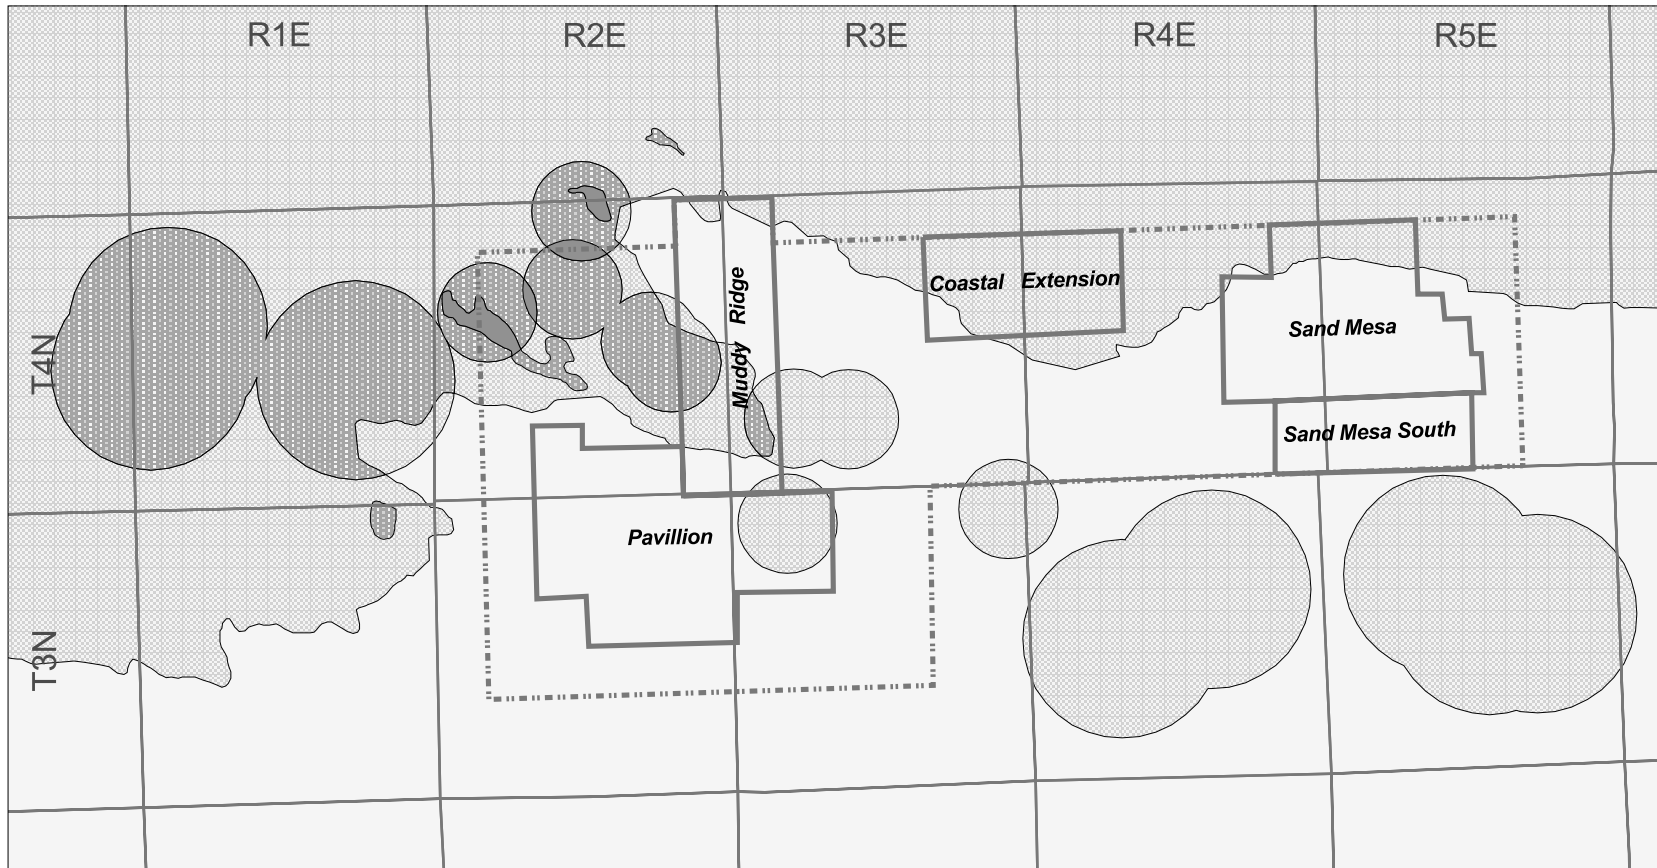 R1E R2E R3E R4E R5E
Coastal Extension
Muddy Ridge
Sand Mesa
T4N
Sand Mesa South
Pavillion
T3N